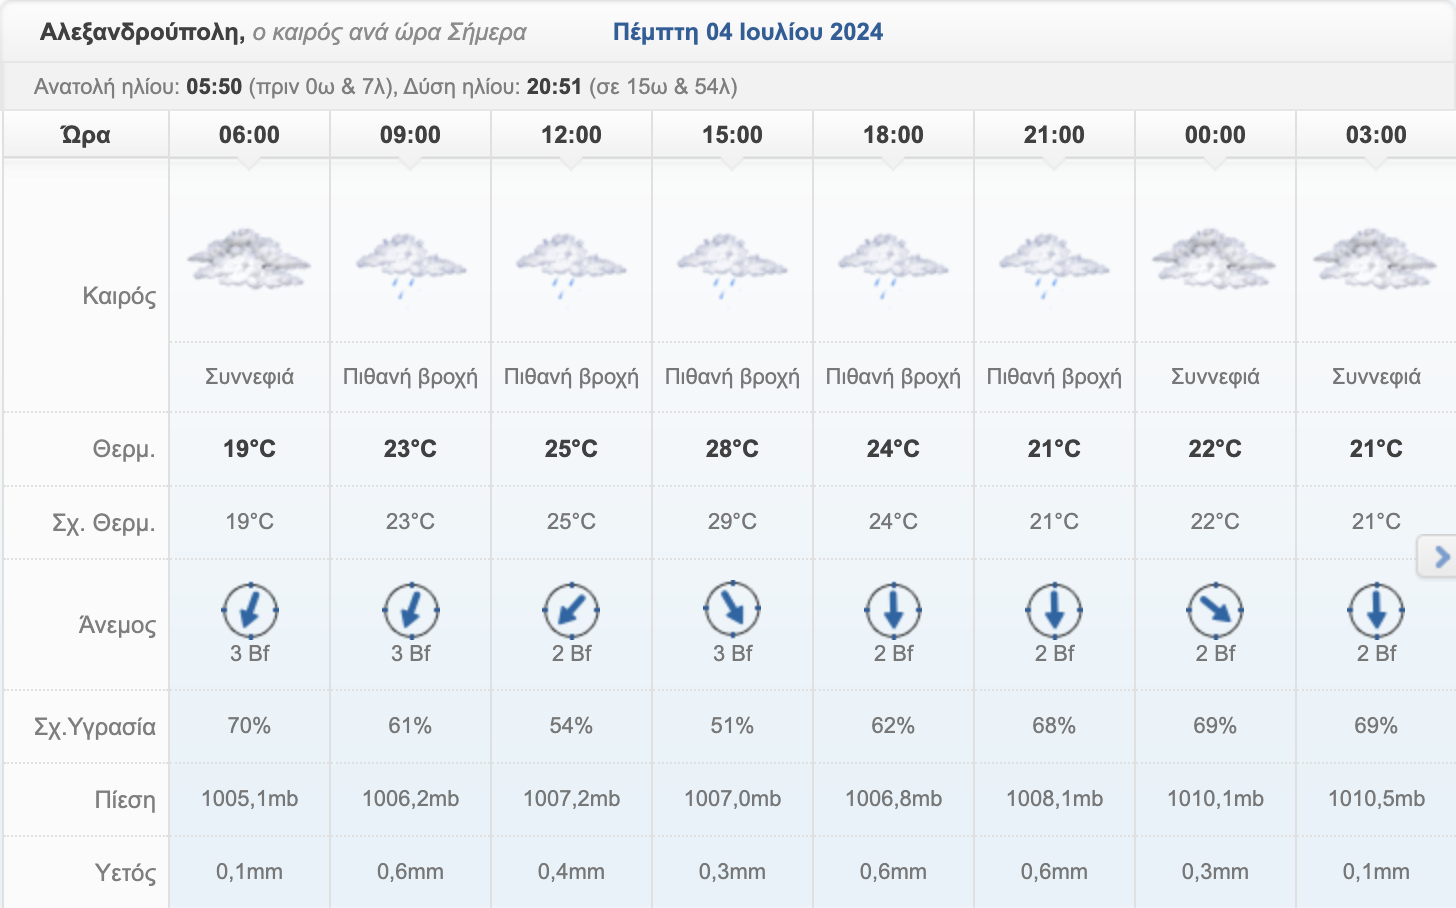 Αλεξανδρούπολη, ο καιρός ανά ώρα Σήμερα Πέμπτη 04 Ιουλίου 2024
Ανατολή ηλίου: 05:50 (πριν 0ω & 7λ), Δύση ηλίου: 20:51 (σε 15ω & 54λ)
Ώρα 06:00 09:00 12:00 15:00 18:00 21:00 00:00 03:00
Καιρός
Συννεφιά Πιθανή βροχή Πιθανή βροχή Πιθανή βροχή Πιθανή βροχή Πιθανή βροχή Συννεφιά Συννεφιά
Θερμ. 19°C 23°C 25°C 28°C 24°C 21°C 22°C 21°C
Σχ. Θερμ. 19°C 23°C 25°C 29°C 24°C 21°C 22°C 21°C
Άνεμος 3 Bf 3 Bf 2 Bf 3 Bf 2 Bf 2 Bf 2 Bf 2 Bf
Σχ.Υγρασία 70% 61% 54% 51% 62% 68% 69% 69%
Πίεση 1005,1mb 1006,2mb 1007,2mb 1007,0mb 1006,8mb 1008,1mb 1010,1mb 1010,5mb
Υετός 0,1mm 0,6mm 0,4mm 0,3mm 0,6mm 0,6mm 0,3mm 0,1mm